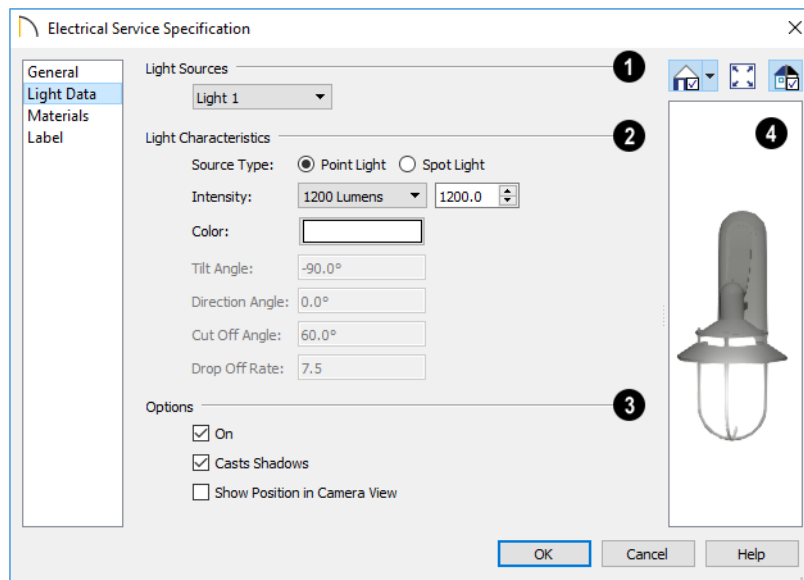 Electrical Service Specification
General
Light Data
Materials
Label
Light Sources
1
Light 1
Light Characteristics
2
Source Type: Point Light Spot Light
Intensity: 1200 Lumens 1200.0
Color:
Tilt Angle: -90.0°
Direction Angle: 0.0°
Cut Off Angle: 60.0°
Drop Off Rate: 7.5
Options
3
On
Casts Shadows
Show Position in Camera View
4
OK Cancel Help